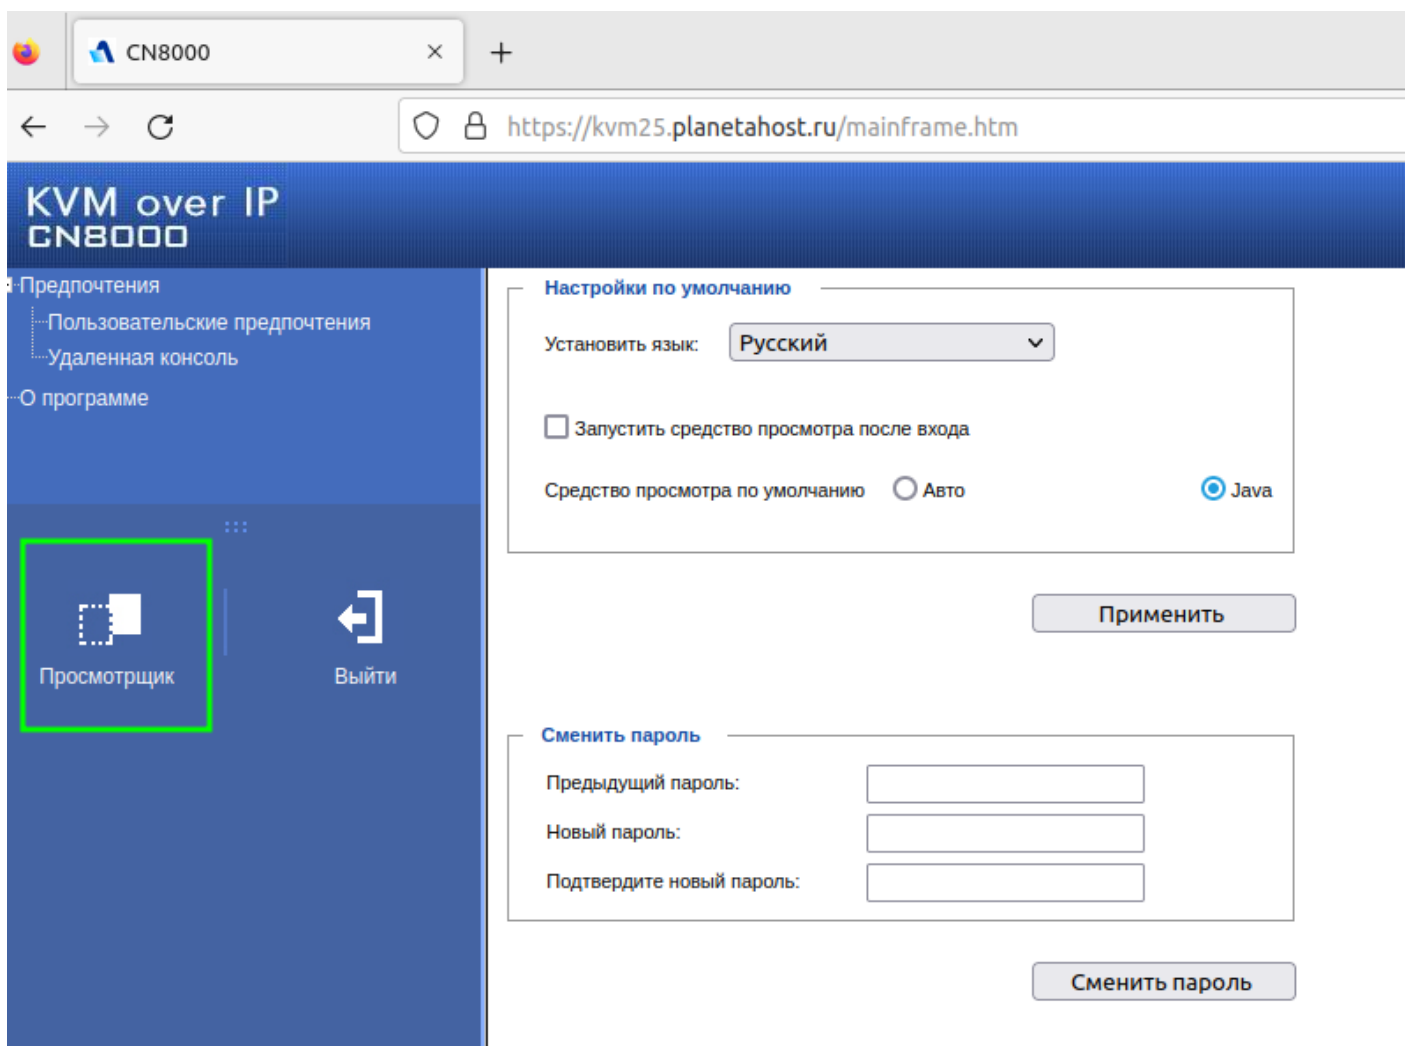 CN8000
https://kvm25.planetahost.ru/mainframe.htm
KVM over IP
CN8000
Предпочтения
Пользовательские предпочтения
Удаленная консоль
О программе
Просмотрщик
Выйти
Настройки по умолчанию
Установить язык: Русский
Запустить средство просмотра после входа
Средство просмотра по умолчанию Авто Java
Применить
Сменить пароль
Предыдущий пароль:
Новый пароль:
Подтвердите новый пароль:
Сменить пароль